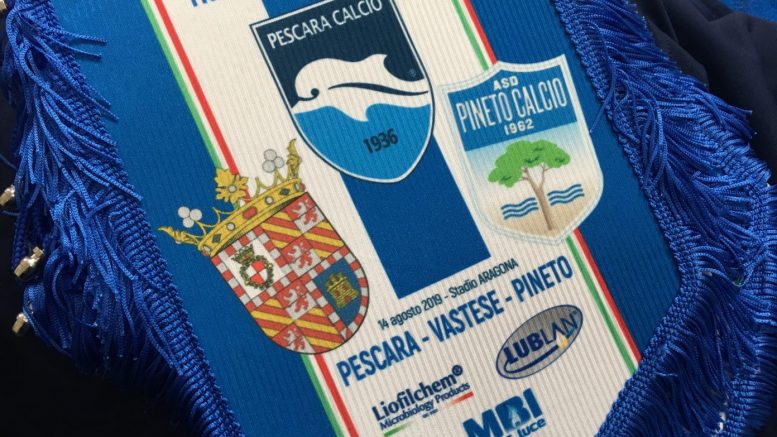 PESCARA CALCIO
1936
ASD
PINETO CALCIO
1962
14 agosto 2019 - Stadio ARAGONA
PESCARA - VASTESE - PINETO
LUBLAN
Liofilchem®
Microbiology Products
MBI
Luce